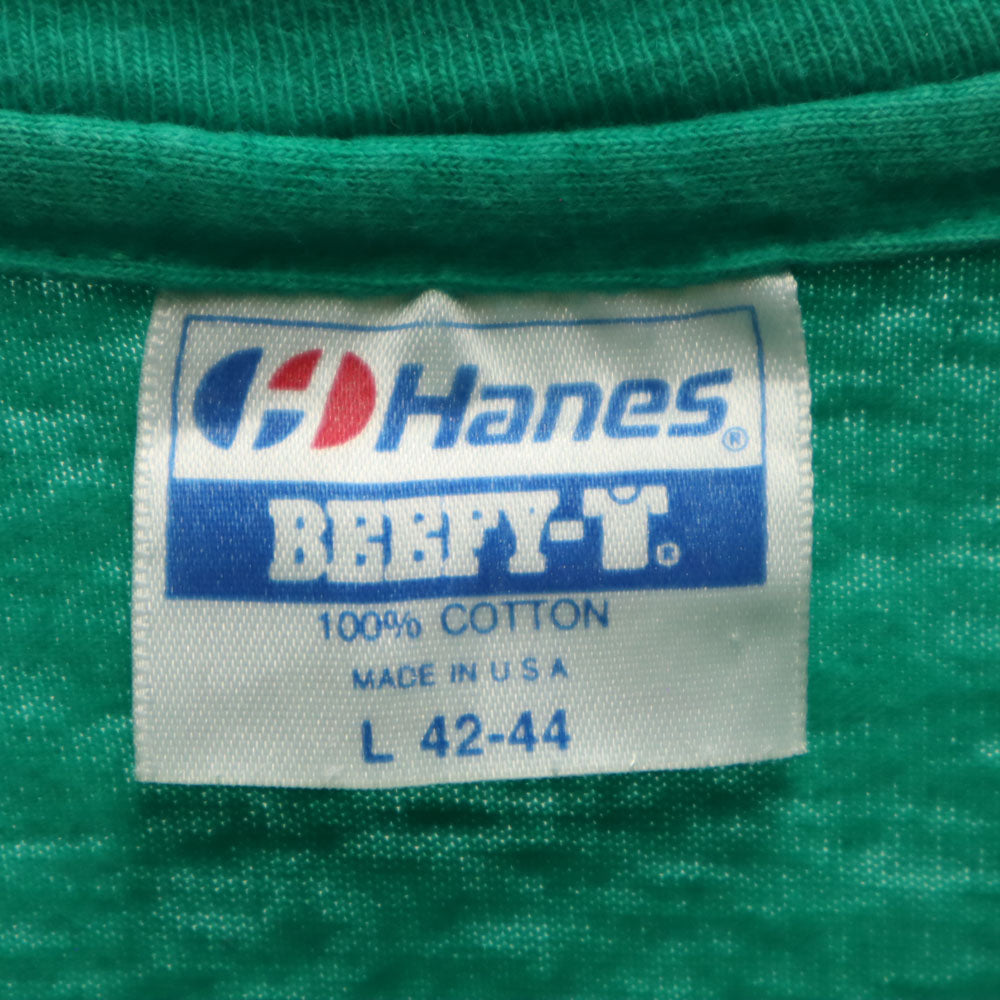 Hanes®
BEEFY-T®
100% COTTON
MADE IN U S A
L 42-44